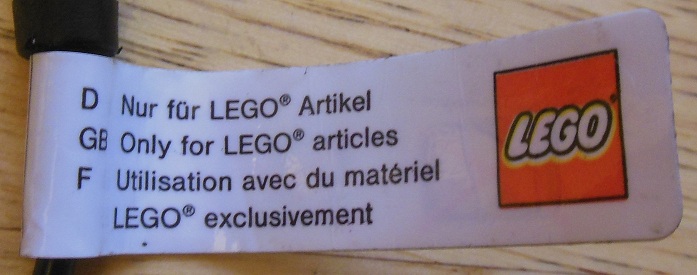 D Nur für LEGO® Artikel
GB Only for LEGO® articles
F Utilisation avec du matériel
LEGO® exclusivement
LEGO®